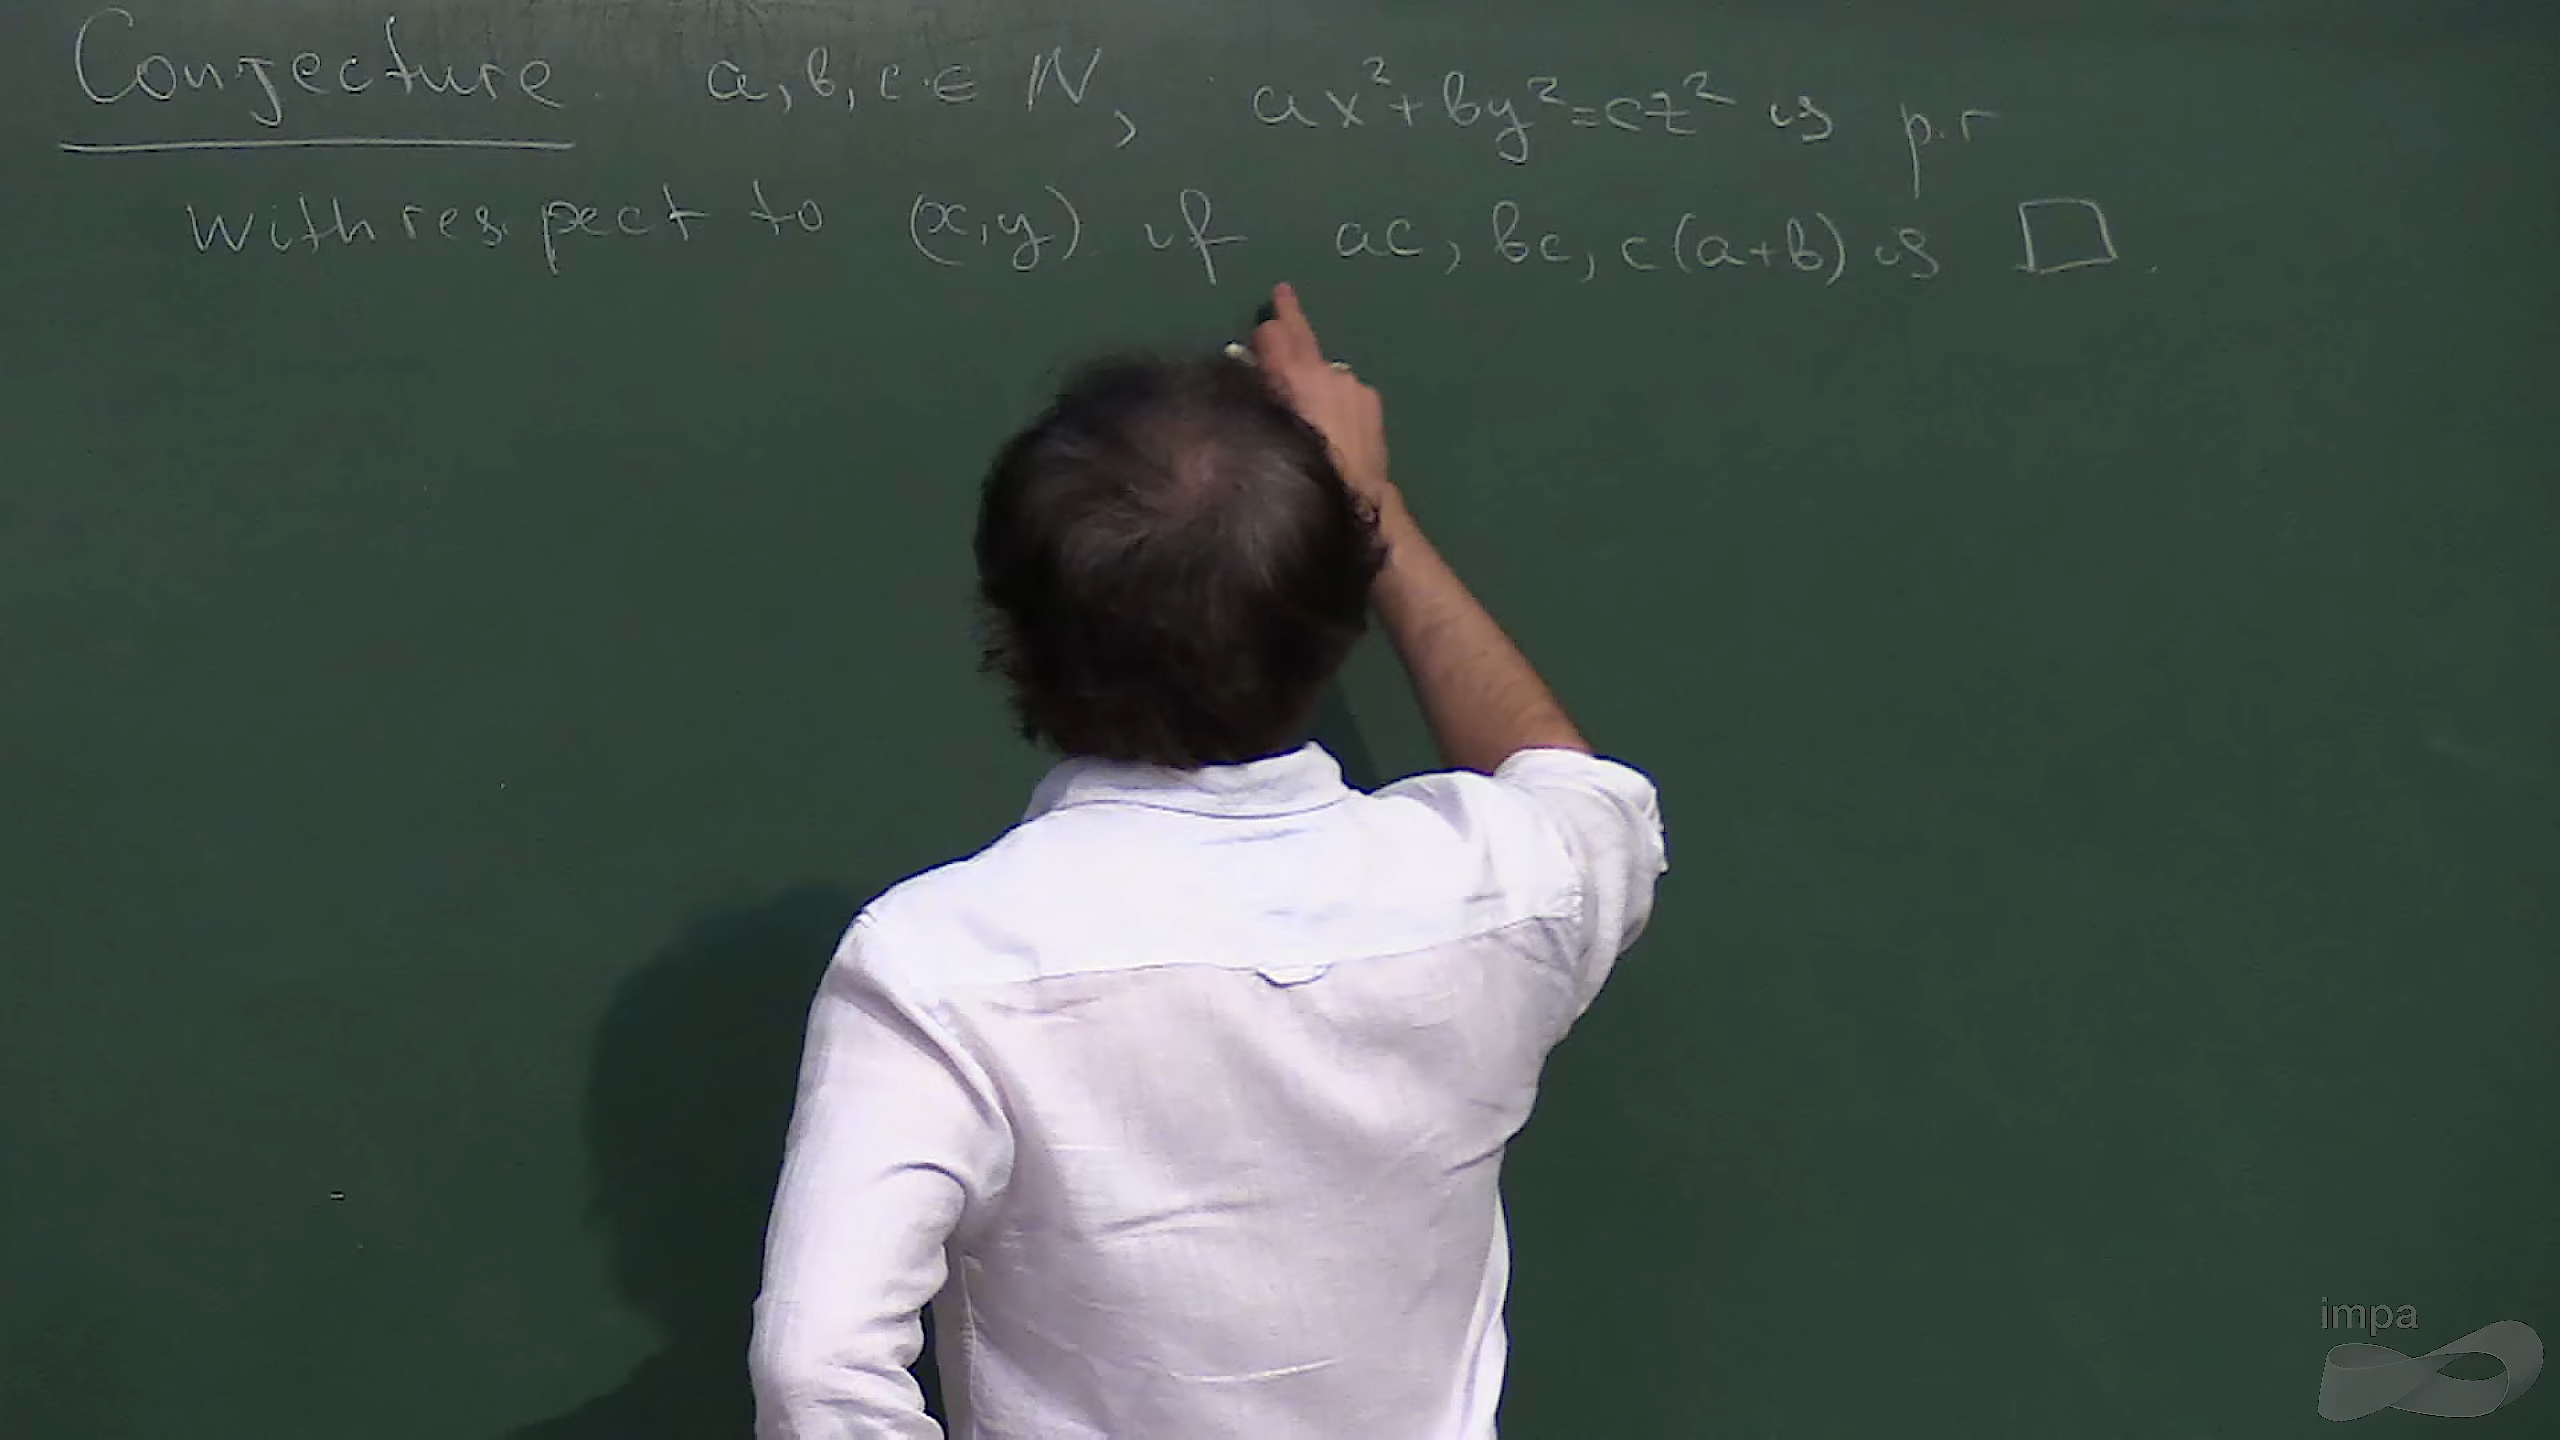 Conjecture. a, b, c ∈ ℕ, ax² + by² = cz² is p.r
with respect to (x, y) if ac, bc, c(a+b) is □.
impa